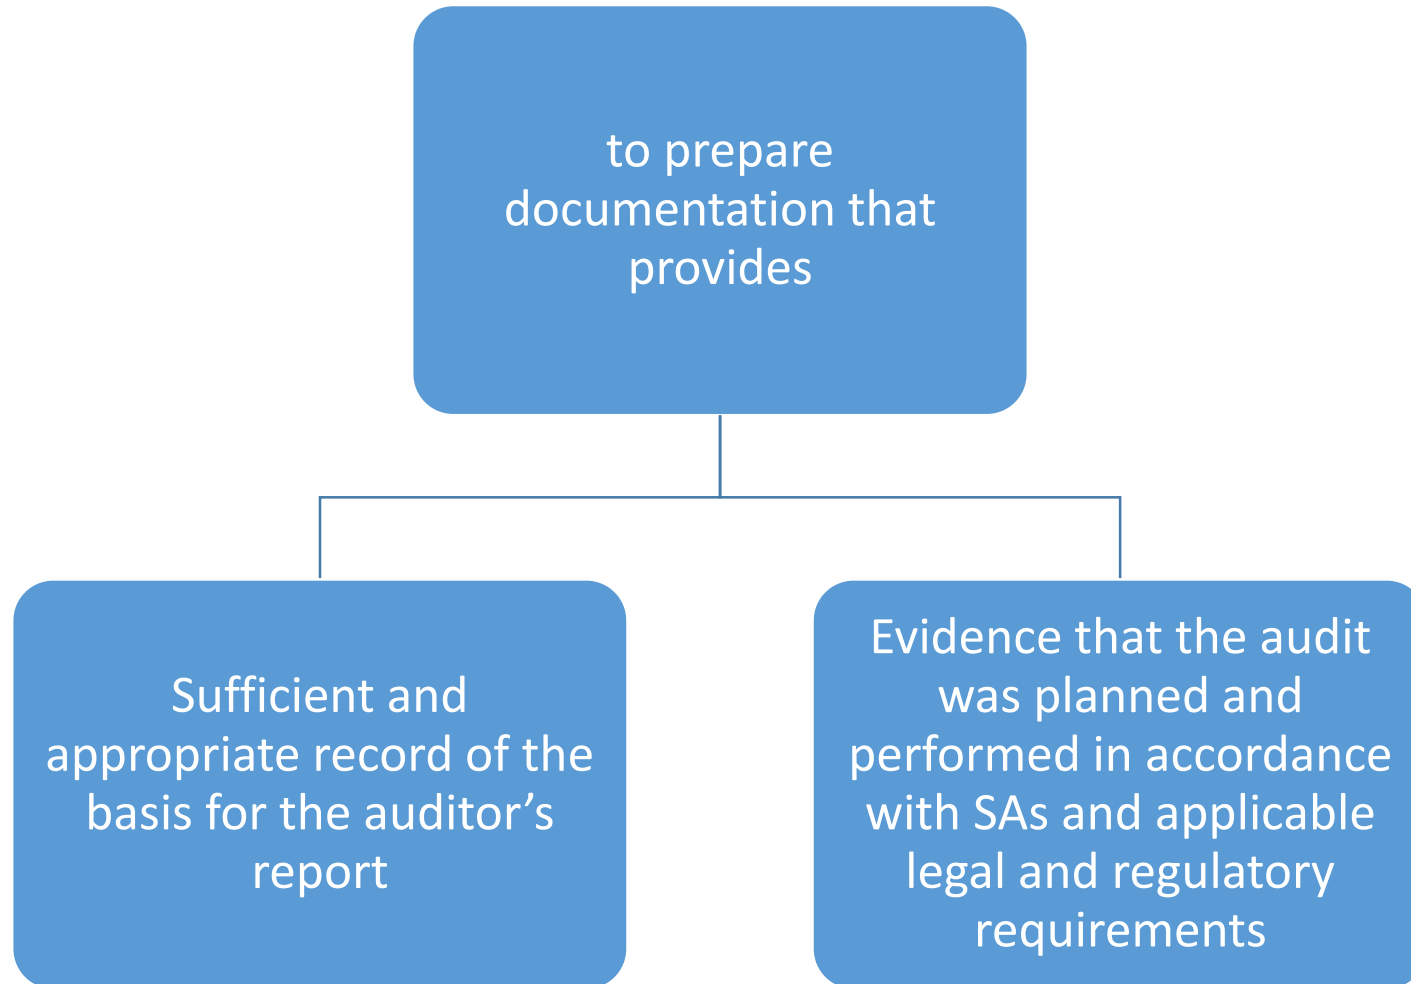 to prepare
documentation that
provides
Sufficient and
appropriate record of the
basis for the auditor’s
report
Evidence that the audit
was planned and
performed in accordance
with SAs and applicable
legal and regulatory
requirements